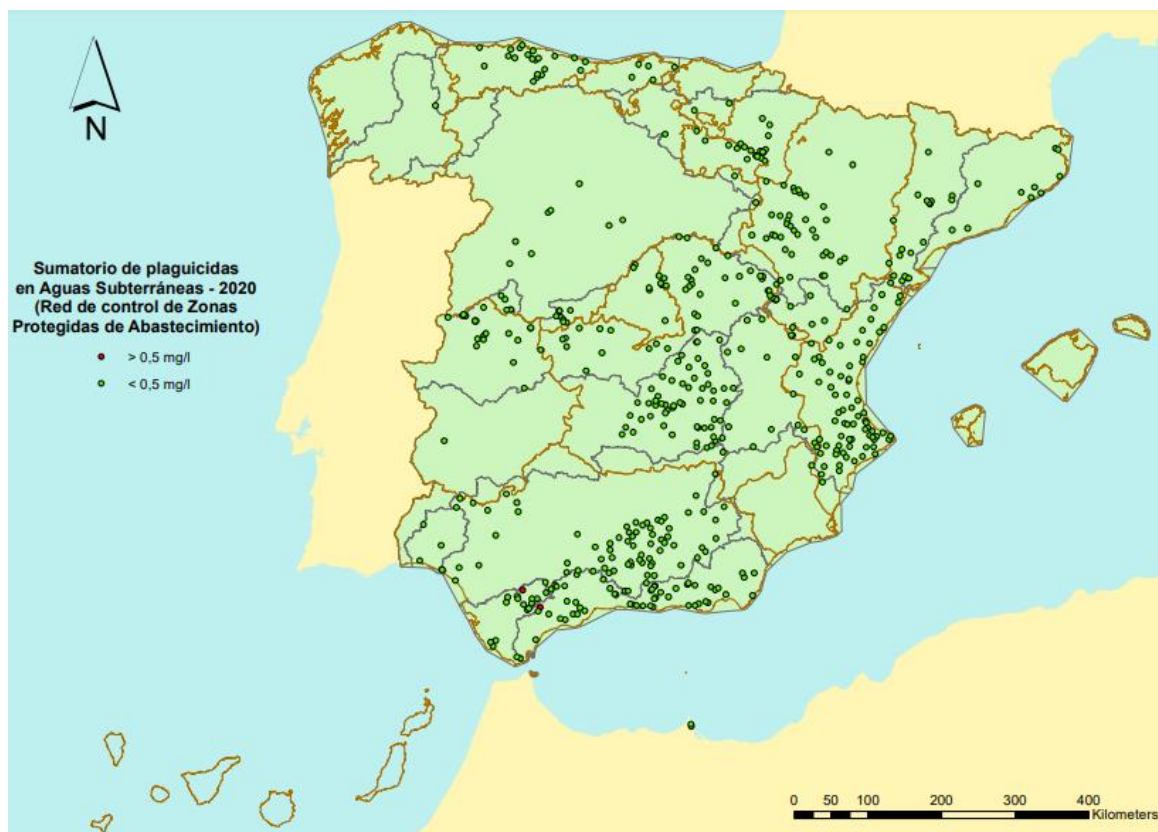 N
Sumatorio de plaguicidas
en Aguas Subterráneas - 2020
(Red de control de Zonas
Protegidas de Abastecimiento)
> 0,5 mg/l
< 0,5 mg/l
0 50 100 200 300 400
Kilometers